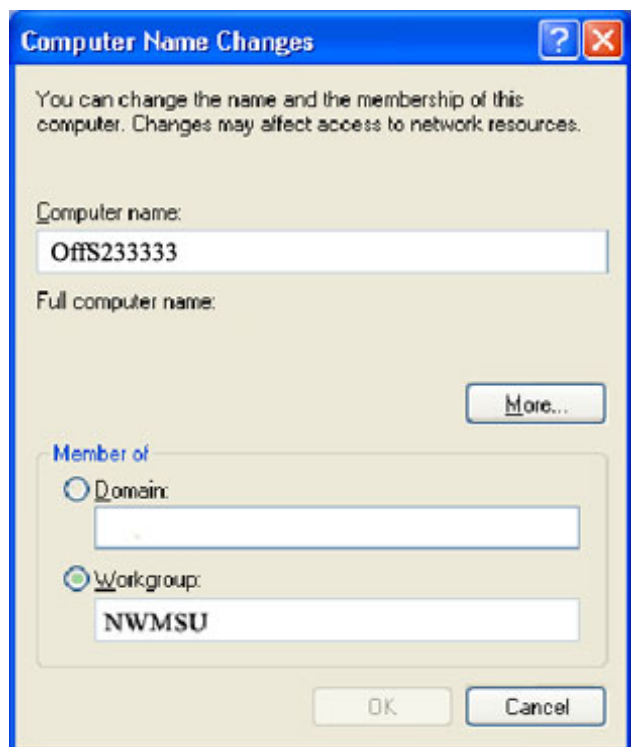 Computer Name Changes
?
You can change the name and the membership of this
computer. Changes may affect access to network resources.
Computer name:
OffS233333
Full computer name:
More...
Member of
Domain:
Workgroup:
NWMSU
OK
Cancel